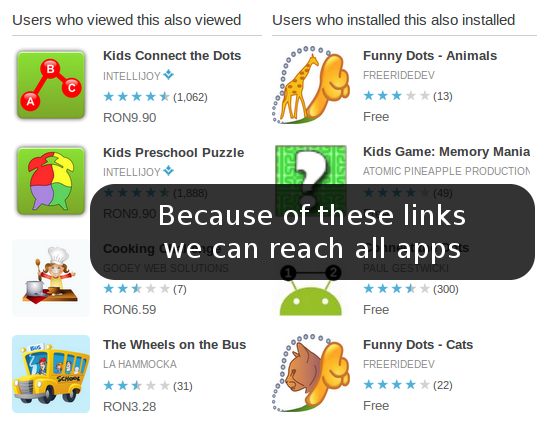 Users who viewed this also viewed
B
A
C
Kids Connect the Dots
INTELLIJOY
(1,062)
RON9.90
Kids Preschool Puzzle
INTELLIJOY
(1,888)
RON9.90
Cooking
GOOEY WEB SOLUTIONS
(7)
RON6.59
BIG
SCHOOL
The Wheels on the Bus
LA HAMMOCKA
(31)
RON3.28
Users who installed this also installed
Funny Dots - Animals
FREERIDEDEV
(13)
Free
?
Kids Game: Memory Mania
ATOMIC PINEAPPLE PRODUCTION
(49)
1 2
PAUL GESTWICKI
(300)
Free
Funny Dots - Cats
FREERIDEDEV
(22)
Free
Because of these links
we can reach all apps